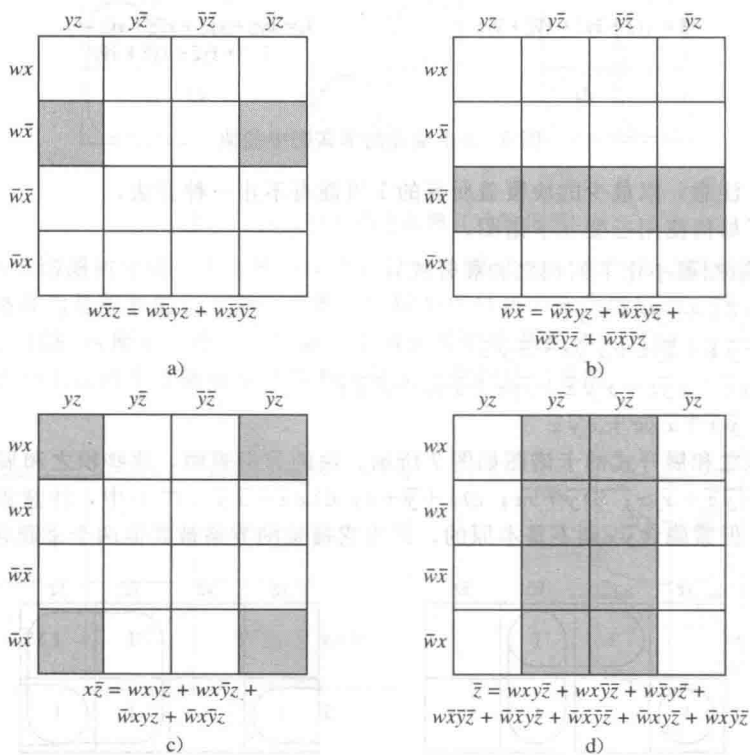 yz yz̄ ȳz̄ ȳz
wx
wx̄
w̄x̄
w̄x
wx̄z = wx̄yz + wx̄ȳz
a)
yz yz̄ ȳz̄ ȳz
wx
wx̄
w̄x̄
w̄x
w̄x̄ = w̄x̄yz + w̄x̄yz̄ +
w̄x̄ȳz̄ + w̄x̄ȳz
b)
yz yz̄ ȳz̄ ȳz
wx
wx̄
w̄x̄
w̄x
xz̄ = wxyz + wxȳz +
w̄xyz + w̄xȳz
c)
yz yz̄ ȳz̄ ȳz
wx
wx̄
w̄x̄
w̄x
z̄ = wxyz̄ + wxȳz̄ + wx̄yz̄ +
wx̄ȳz̄ + w̄x̄yz̄ + w̄x̄ȳz̄ + w̄xyz̄ + w̄xȳz̄
d)